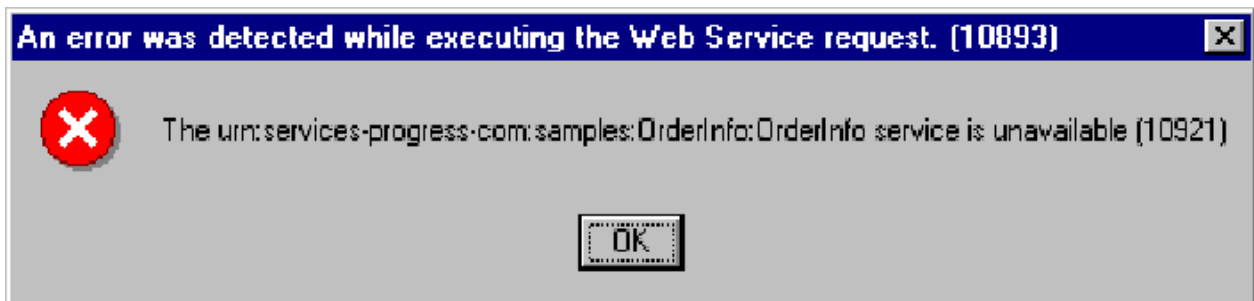 An error was detected while executing the Web Service request. (10893)
The urn:services-progress-com:samples:OrderInfo:OrderInfo service is unavailable (10921)
OK